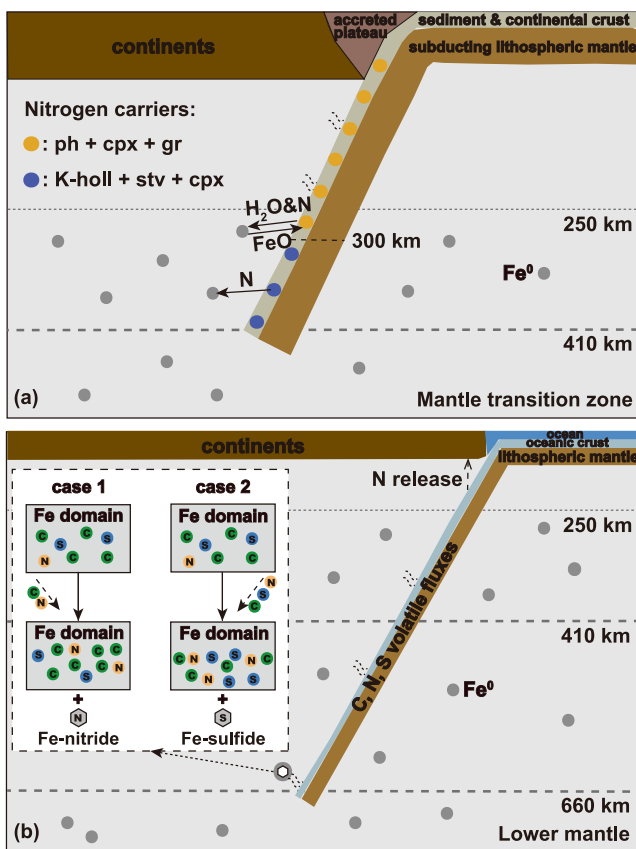 accreted
plateau
sediment & continental crust
continents
subducting lithospheric mantle
Nitrogen carriers:
: ph + cpx + gr
: K-holl + stv + cpx
H₂O&N
FeO
250 km
300 km
N
Fe⁰
410 km
(a)
Mantle transition zone
ocean
oceanic crust
continents
lithospheric mantle
N release
case 1
case 2
Fe domain
Fe domain
C
S
C
N
C
C
C
S
C
N
C
C
250 km
C
N
N
S
C
C, N, S volatile fluxes
Fe domain
Fe domain
410 km
S
C
N
C
C
C
C
S
C
N
C
N
S
S
N
C
C
N
S
S
Fe⁰
+
+
N
S
Fe-nitride
Fe-sulfide
660 km
(b)
Lower mantle